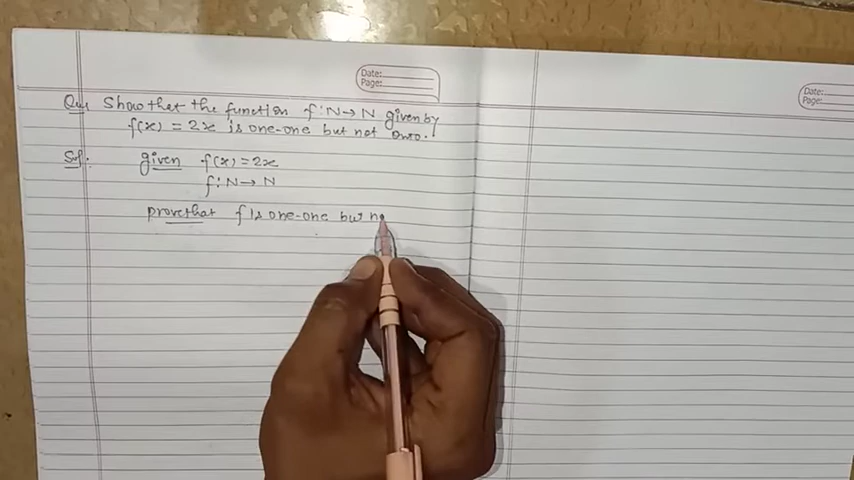 Date:
Page:
Date:
Page:
Que Show that the function f:N→N given by
f(x) = 2x is one-one but not onto.
Sol. given f(x) = 2x
f:N→N
prove that f is one-one but n